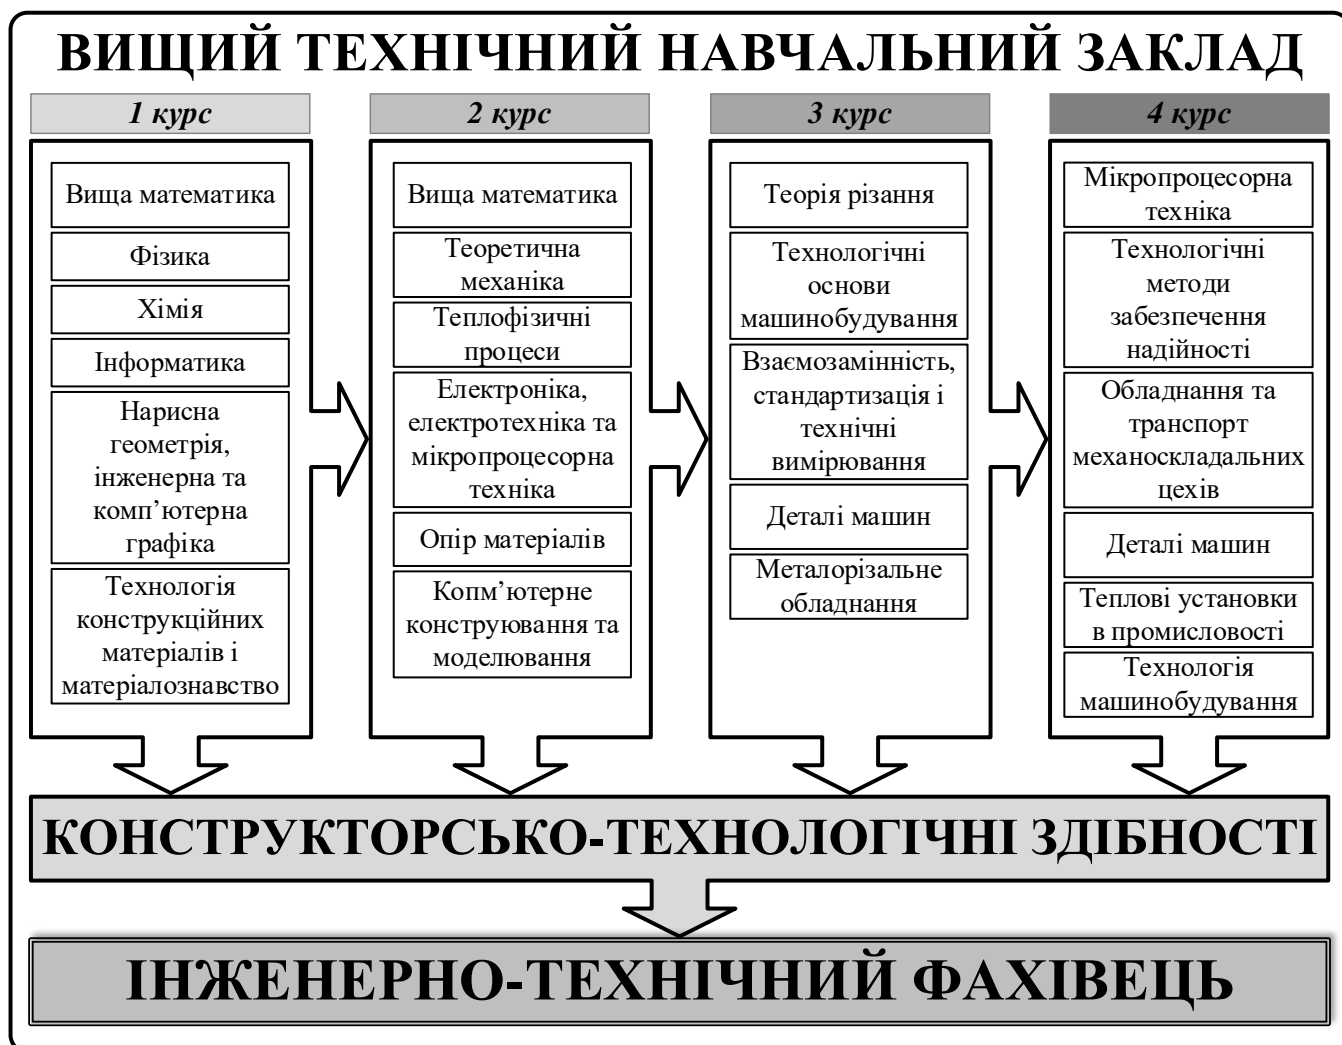 ВИЩИЙ ТЕХНІЧНИЙ НАВЧАЛЬНИЙ ЗАКЛАД
1 курс
Вища математика
Фізика
Хімія
Інформатика
Нарисна
геометрія,
інженерна та
комп’ютерна
графіка
Технологія
конструкційних
матеріалів і
матеріалознавство
2 курс
Вища математика
Теоретична
механіка
Теплофізичні
процеси
Електроніка,
електротехніка та
мікропроцесорна
техніка
Опір матеріалів
Копм’ютерне
конструювання та
моделювання
3 курс
Теорія різання
Технологічні
основи
машинобудування
Взаємозамінність,
стандартизація і
технічні
вимірювання
Деталі машин
Металорізальне
обладнання
4 курс
Мікропроцесорна
техніка
Технологічні
методи
забезпечення
надійності
Обладнання та
транспорт
механоскладальних
цехів
Деталі машин
Теплові установки
в промисловості
Технологія
машинобудування
КОНСТРУКТОРСЬКО-ТЕХНОЛОГІЧНІ ЗДІБНОСТІ
ІНЖЕНЕРНО-ТЕХНІЧНИЙ ФАХІВЕЦЬ